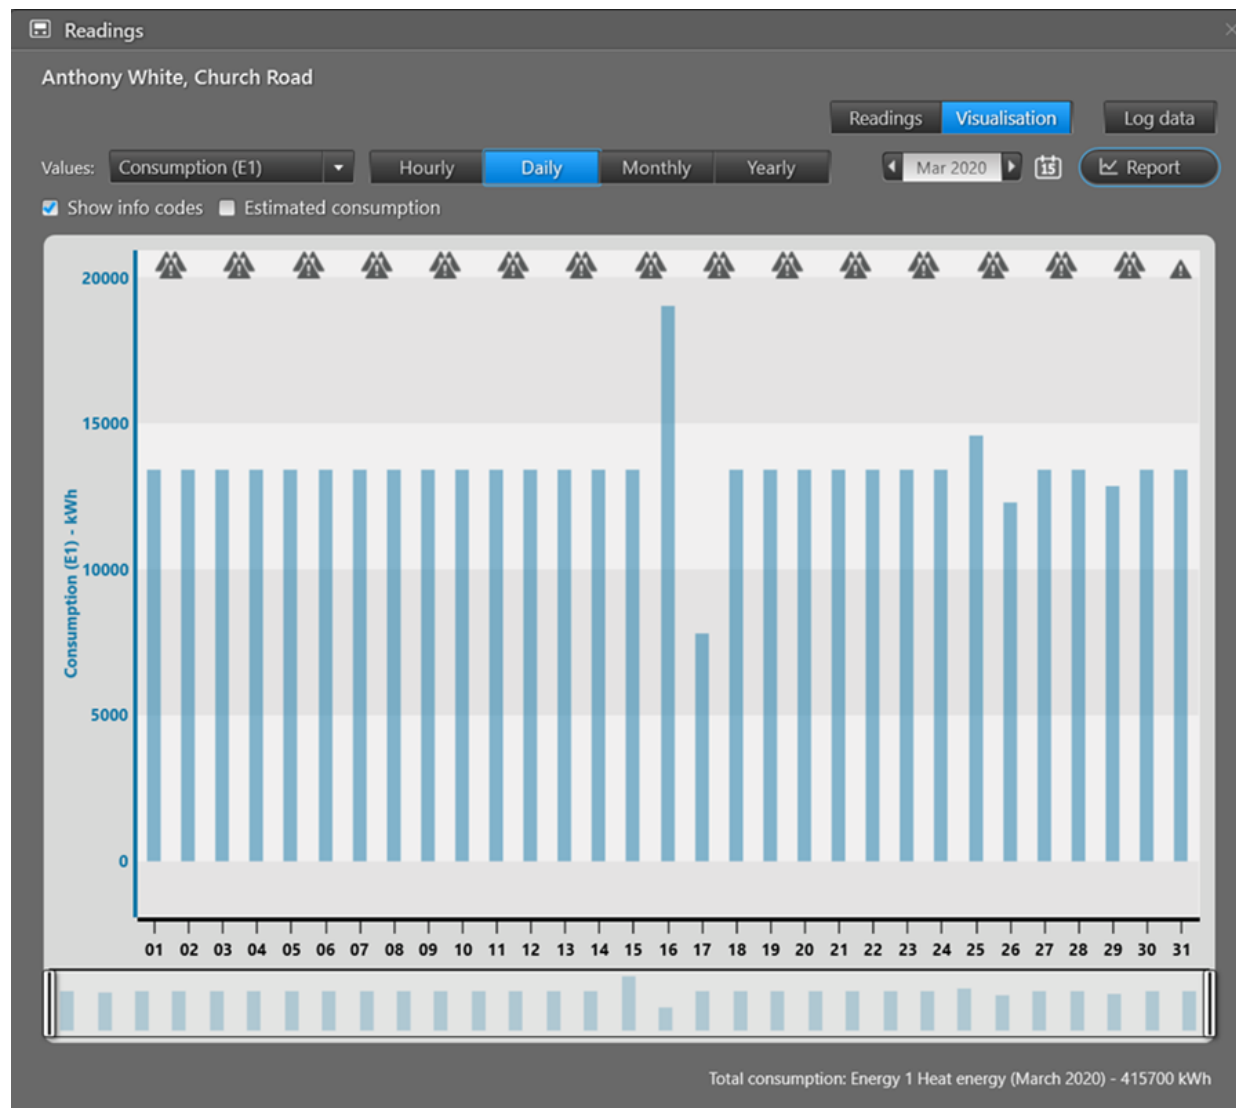 Readings
Anthony White, Church Road
Readings Visualisation Log data
Values: Consumption (E1) Hourly Daily Monthly Yearly Mar 2020 15 Report
Show info codes Estimated consumption
20000
15000
10000
5000
0
Consumption (E1) - kWh
01 02 03 04 05 06 07 08 09 10 11 12 13 14 15 16 17 18 19 20 21 22 23 24 25 26 27 28 29 30 31
Total consumption: Energy 1 Heat energy (March 2020) - 415700 kWh